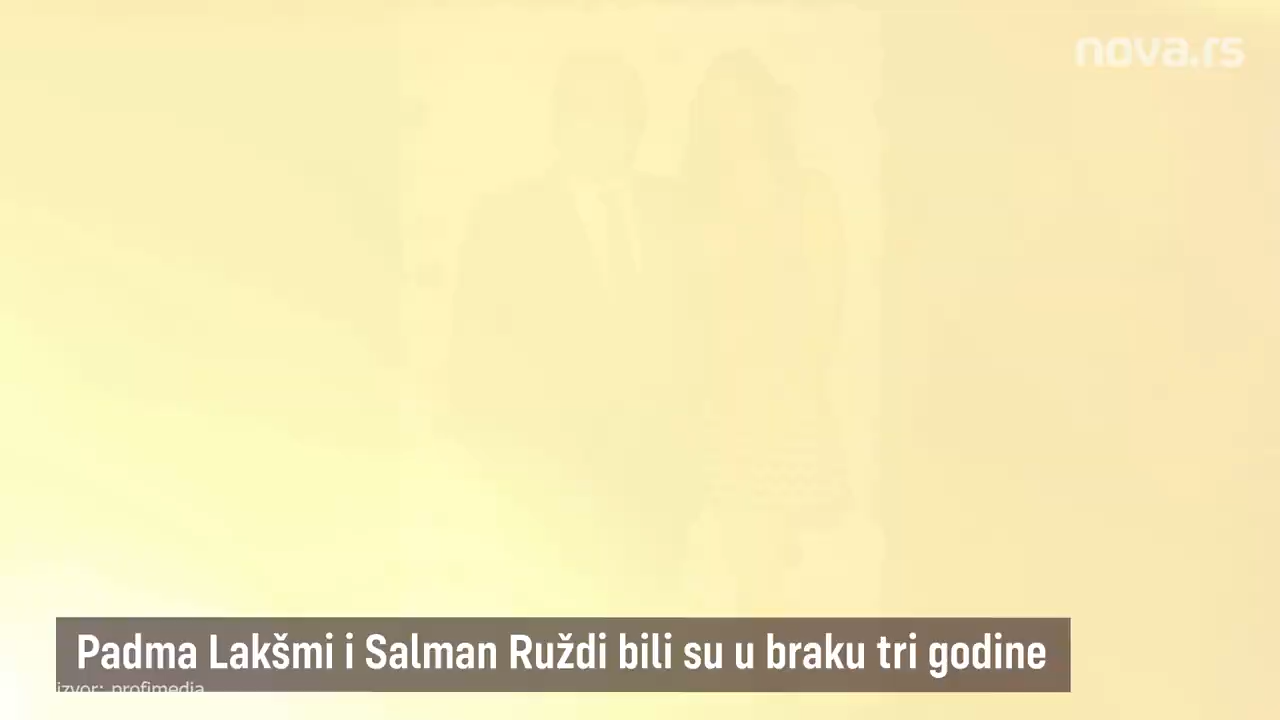 nova.rs
Padma Lakšmi i Salman Ruždi bili su u braku tri godine
izvor: profimedia